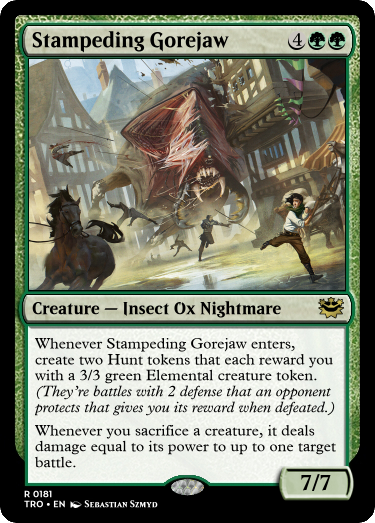 Stampeding Gorejaw 4
Creature — Insect Ox Nightmare
Whenever Stampeding Gorejaw enters,
create two Hunt tokens that each reward you
with a 3/3 green Elemental creature token.
(They're battles with 2 defense that an opponent
protects that gives you its reward when defeated.)
Whenever you sacrifice a creature, it deals
damage equal to its power to up to one target
battle.
7/7
R 0181
TRO • EN Sebastian Szmyd